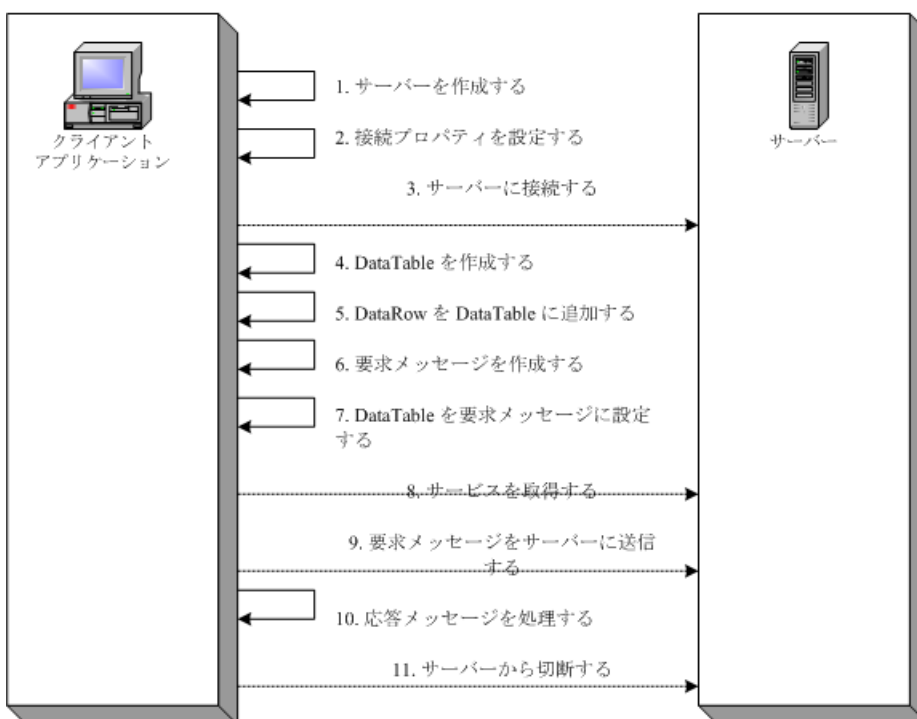 クライアント
アプリケーション
サーバー
1. サーバーを作成する
2. 接続プロパティを設定する
3. サーバーに接続する
4. DataTable を作成する
5. DataRow を DataTable に追加する
6. 要求メッセージを作成する
7. DataTable を要求メッセージに設定
する
8. サービスを取得する
9. 要求メッセージをサーバーに送信
する
10. 応答メッセージを処理する
11. サーバーから切断する